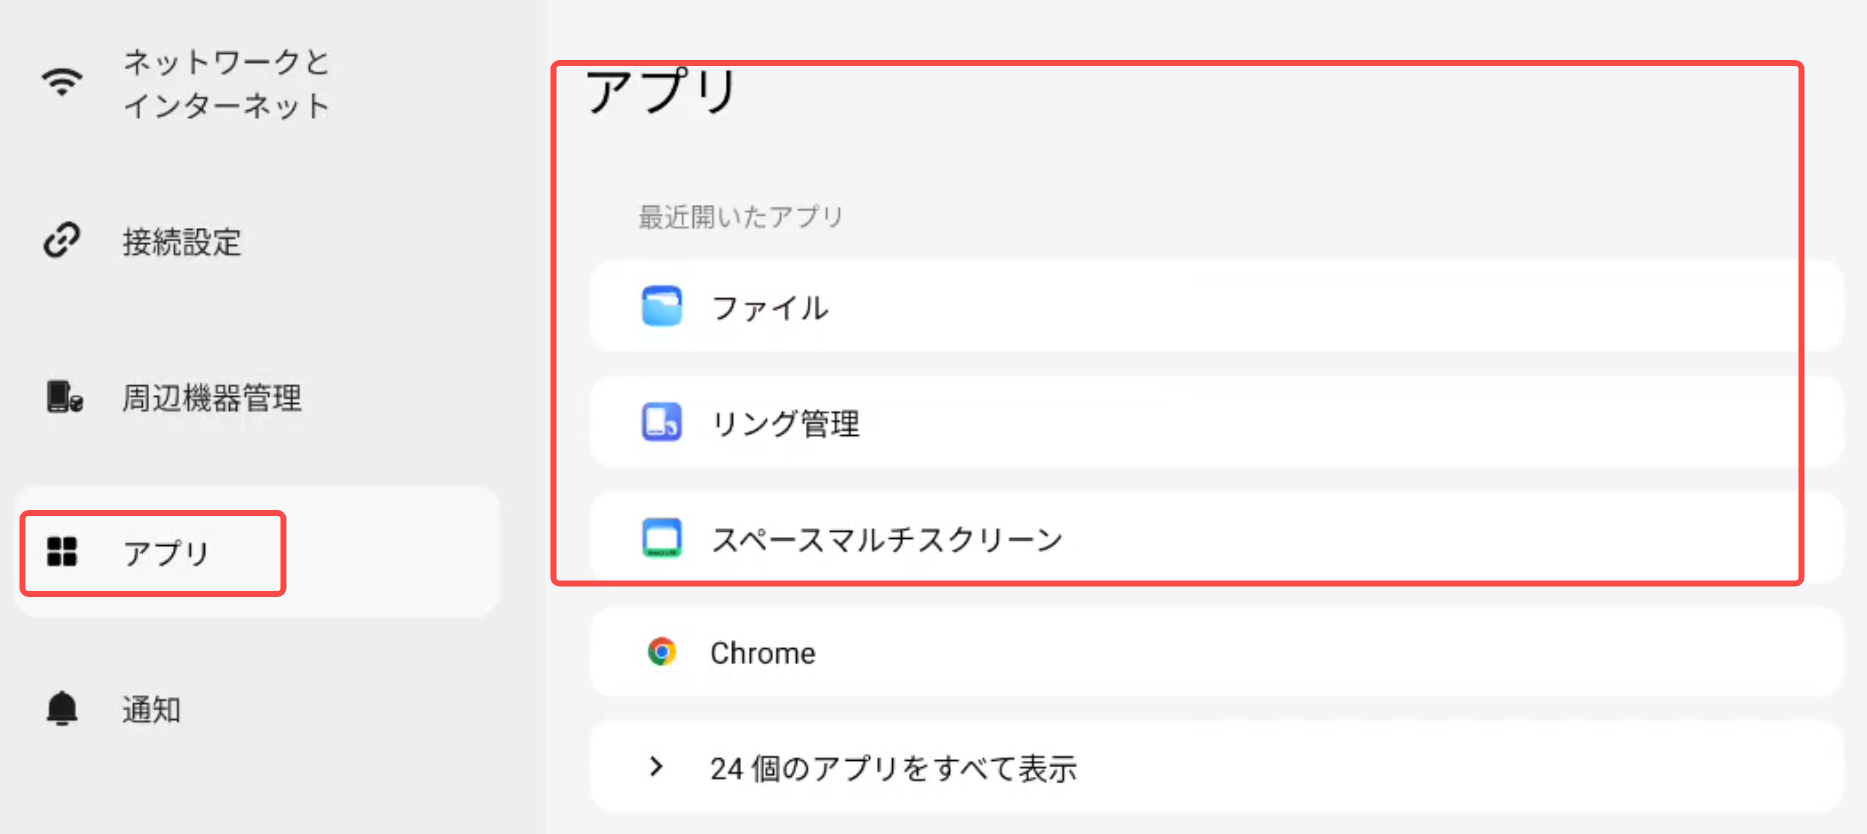 ネットワークと
インターネット
接続設定
周辺機器管理
アプリ
通知
アプリ
最近開いたアプリ
ファイル
リング管理
スペースマルチスクリーン
Chrome
24 個のアプリをすべて表示